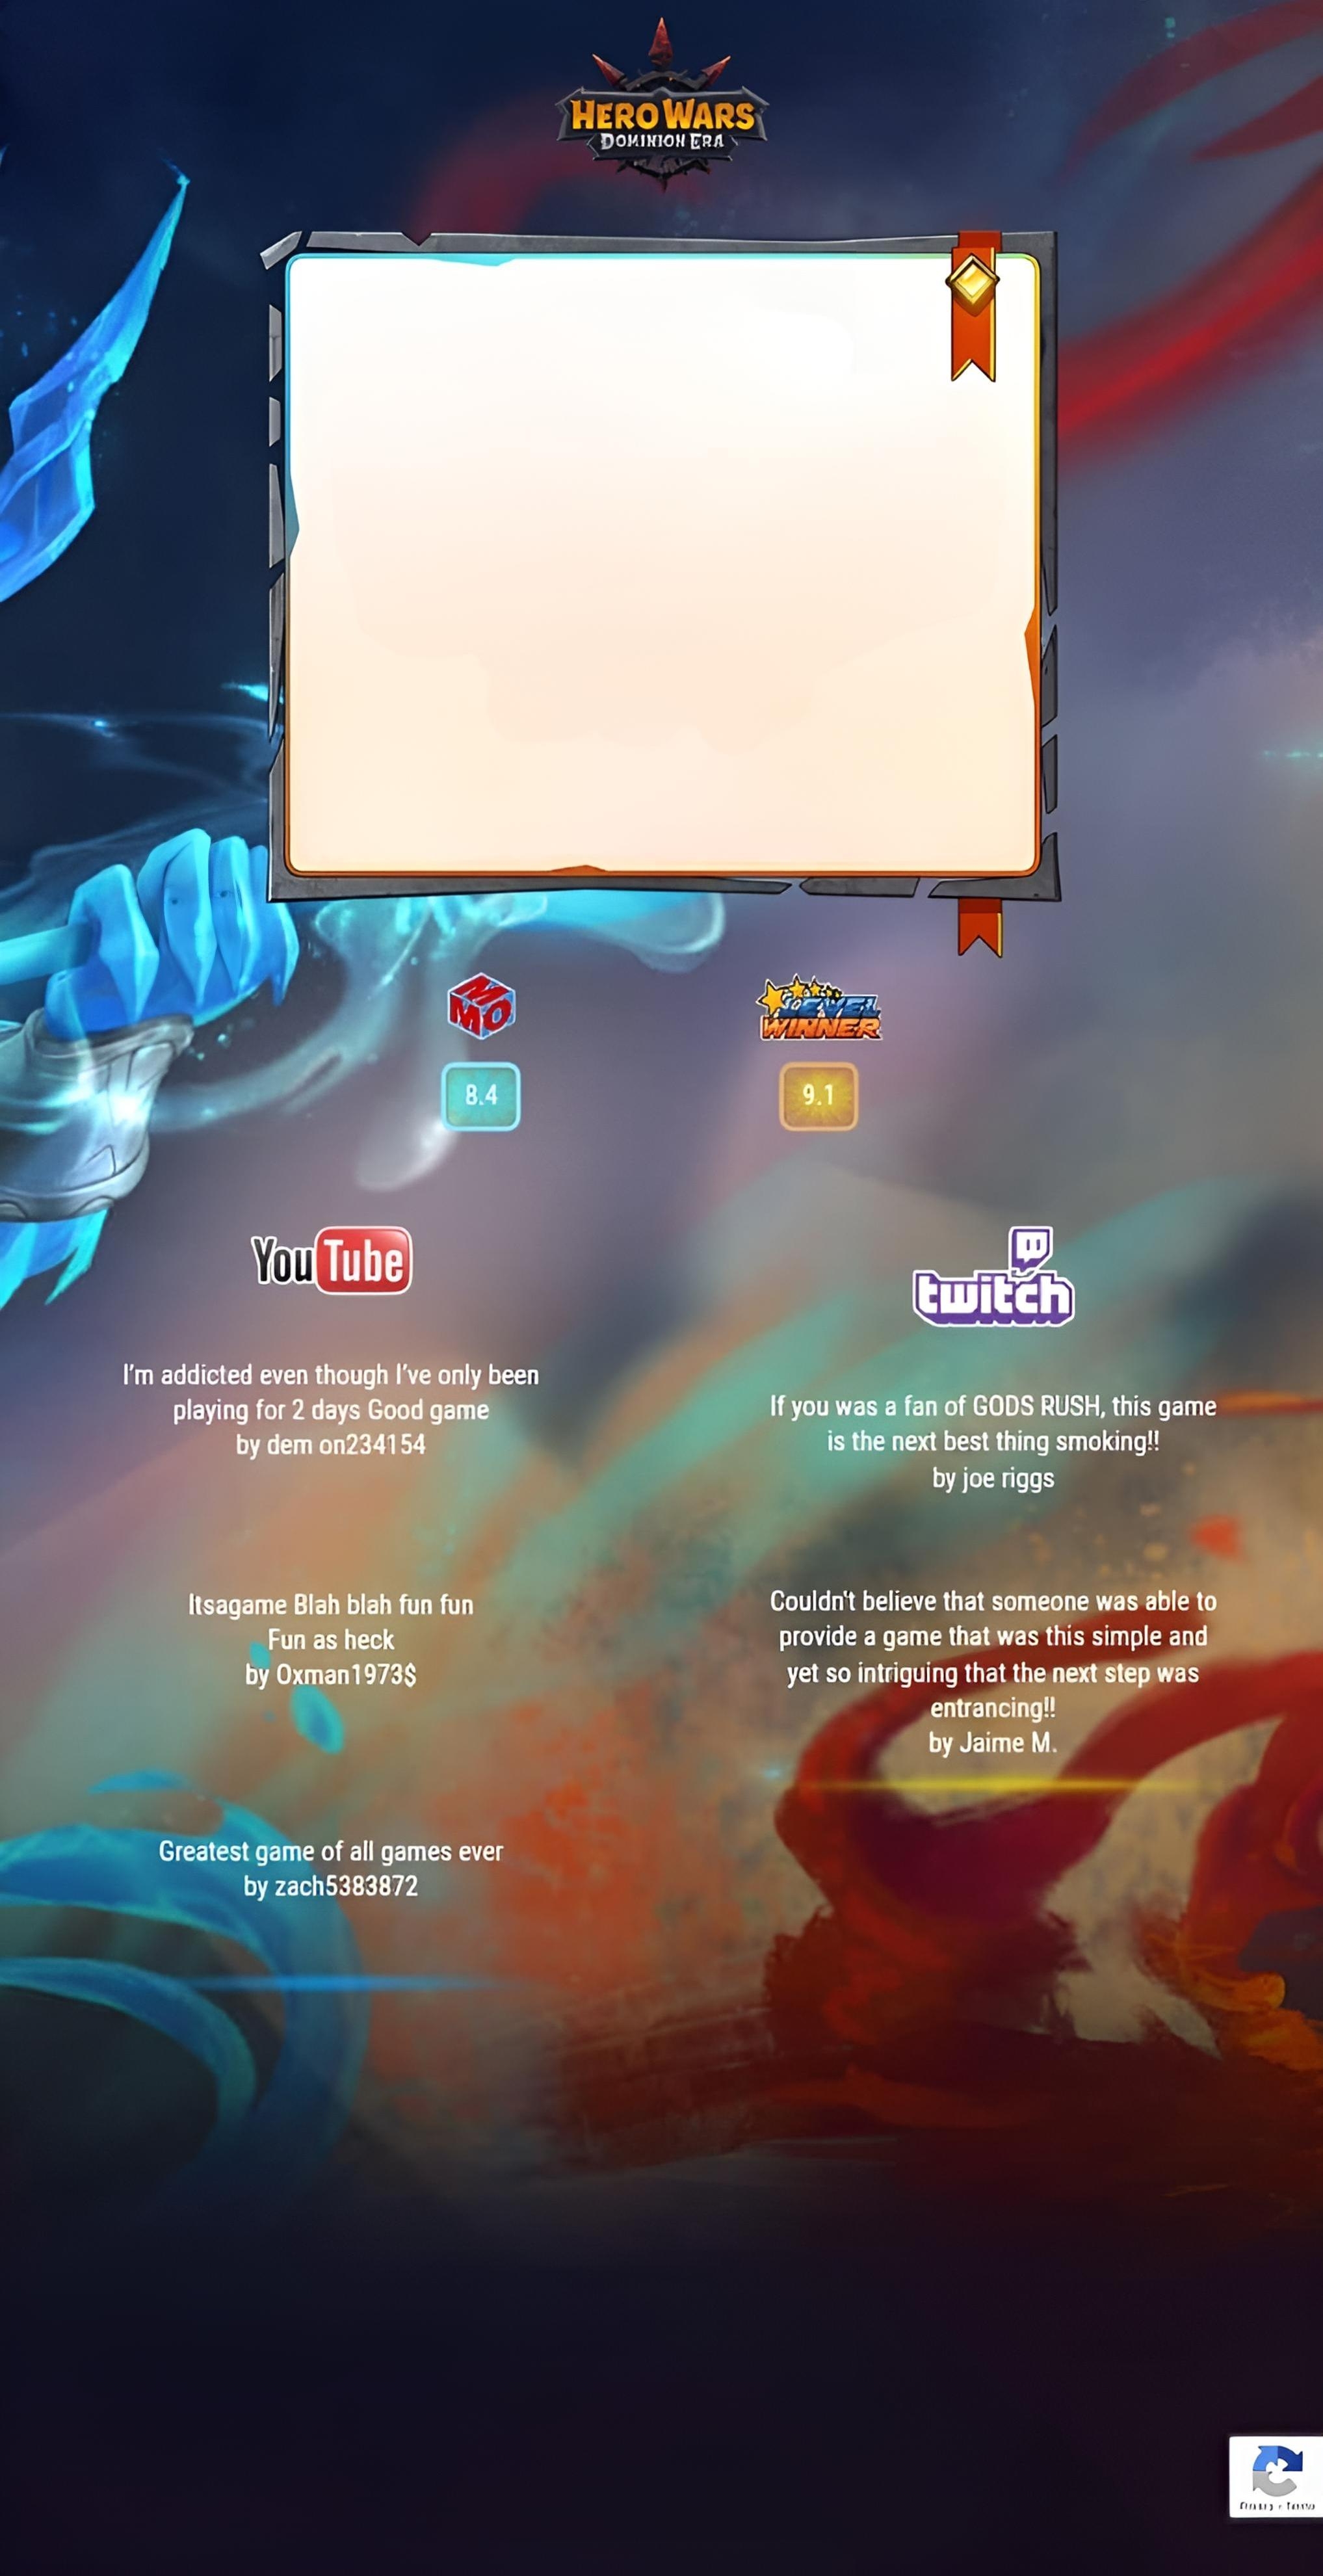 HERO WARS
DOMINION ERA
MMO
LEVEL
WINNER
8.4
9.1
YouTube
twitch
I'm addicted even though I've only been
playing for 2 days Good game
by dem on234154
Itsagame Blah blah fun fun
Fun as heck
by Oxman1973$
Greatest game of all games ever
by zach5383872
If you was a fan of GODS RUSH, this game
is the next best thing smoking!!
by joe riggs
Couldn't believe that someone was able to
provide a game that was this simple and
yet so intriguing that the next step was
entrancing!!
by Jaime M.